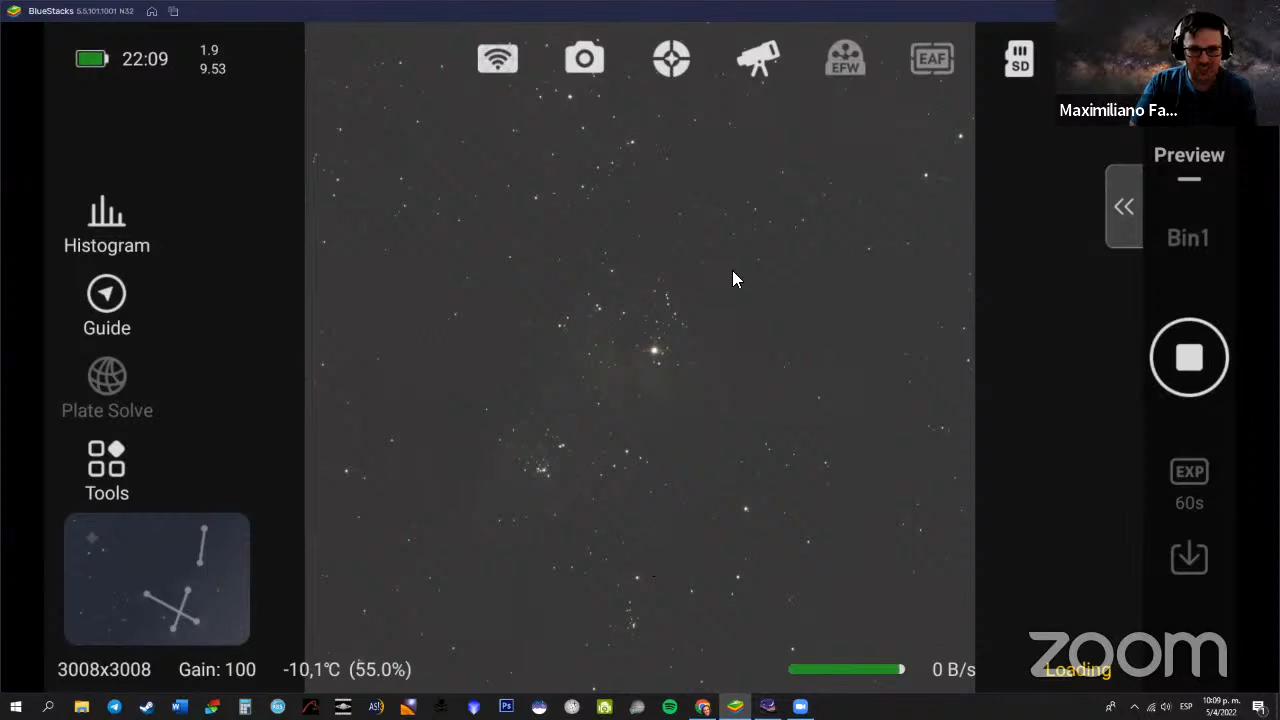 BlueStacks 5.5.101.1001 N32
22:09
1.9
9.53
EFW
EAF
SD
Maximiliano Fa...
Preview
Bin1
Histogram
Guide
Plate Solve
Tools
EXP
60s
3008x3008
Gain: 100
-10,1°C (55.0%)
0 B/s
Loading
zoom
ESP
10:09 p. m.
5/4/2022